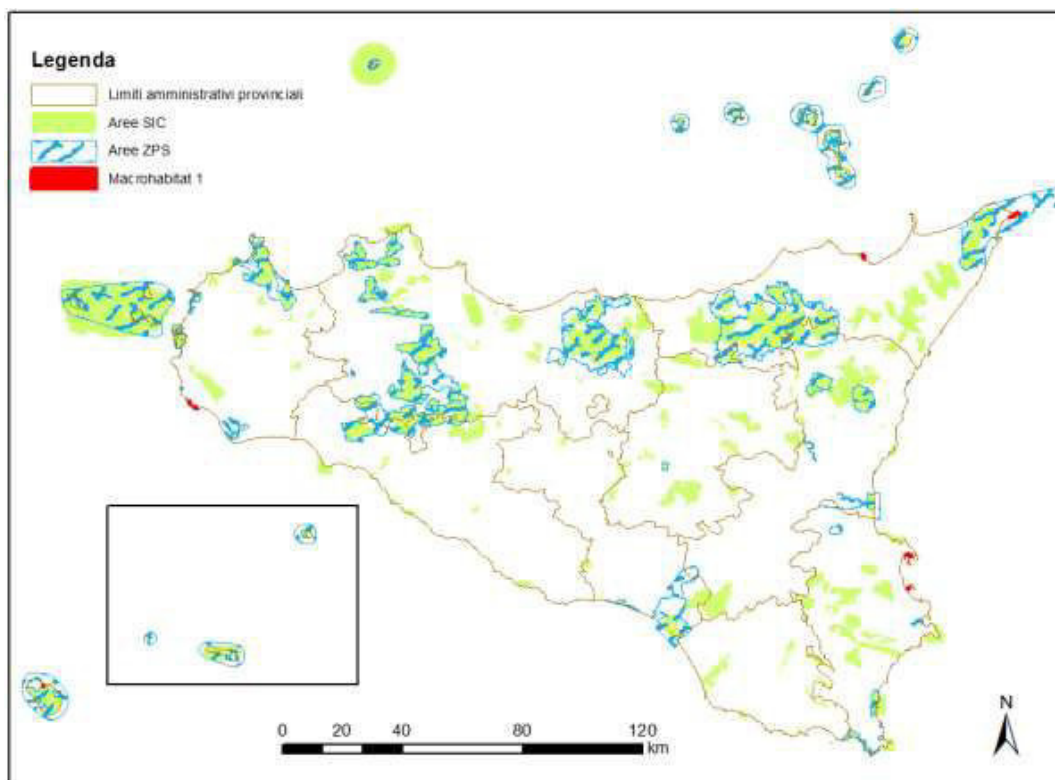 Legenda
Limiti amministrativi provinciali
Aree SIC
Aree ZPS
Macrohabitat 1
N
0 20 40 80 120
km